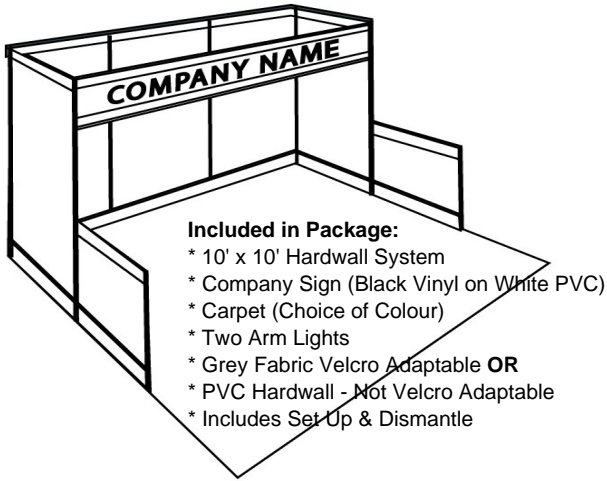 COMPANY NAME
Included in Package:
* 10' x 10' Hardwall System
* Company Sign (Black Vinyl on White PVC)
* Carpet (Choice of Colour)
* Two Arm Lights
* Grey Fabric Velcro Adaptable OR
* PVC Hardwall - Not Velcro Adaptable
* Includes Set Up & Dismantle